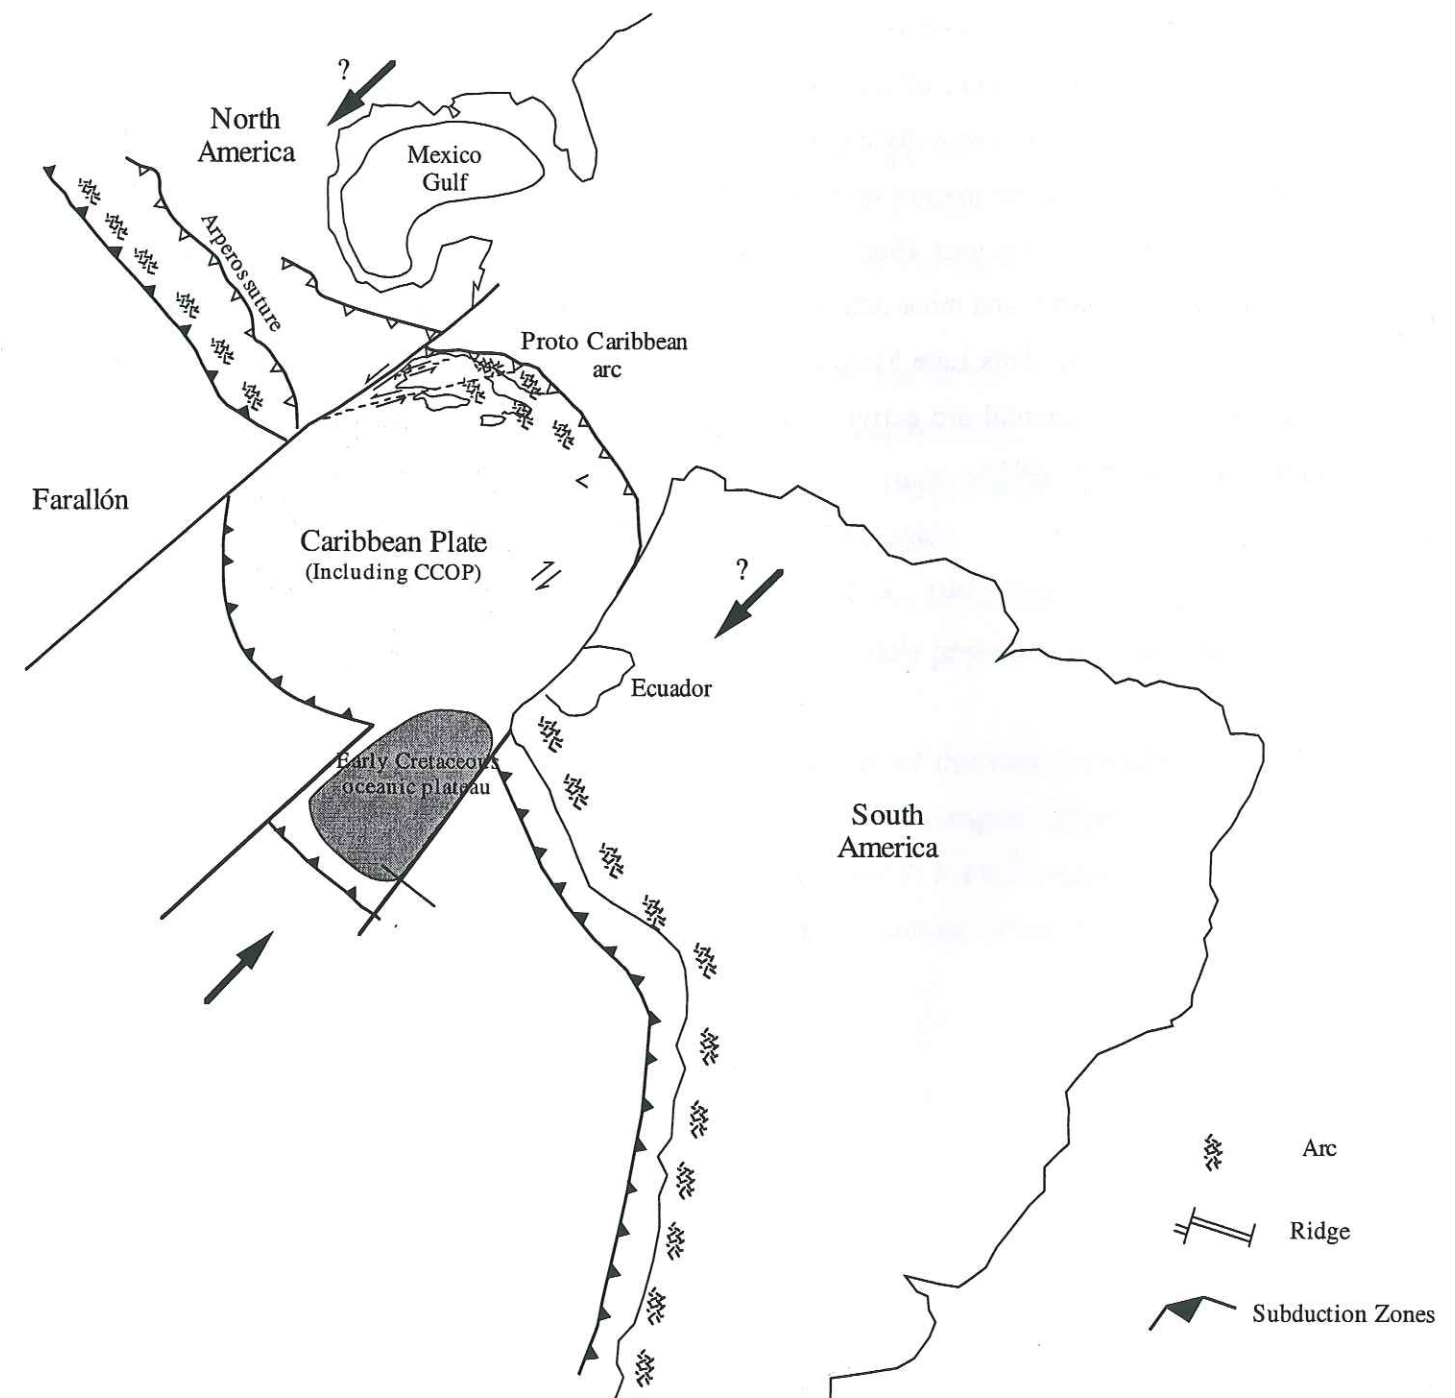 ?
North
America
Mexico
Gulf
Arperos suture
Proto Caribbean
arc
Farallón
Caribbean Plate
(Including CCOP)
?
Ecuador
Early Cretaceous
oceanic plateau
South
America
Arc
Ridge
Subduction Zones